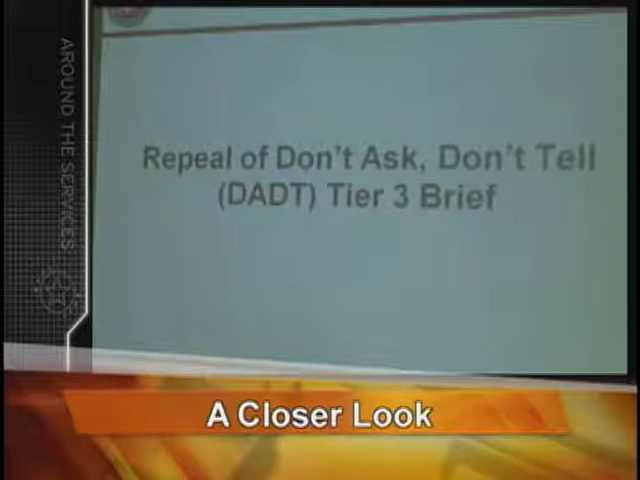 AROUND THE SERVICES
Repeal of Don't Ask, Don't Tell
(DADT) Tier 3 Brief
A Closer Look